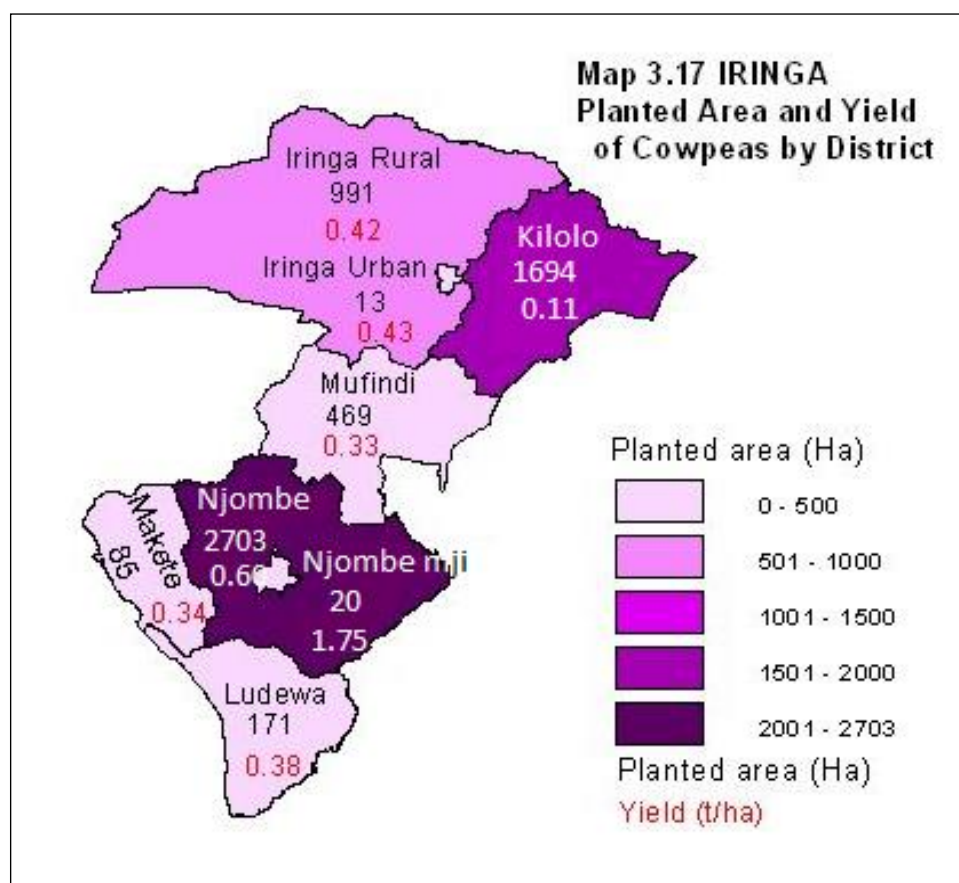 Map 3.17 IRINGA
Planted Area and Yield
of Cowpeas by District
Iringa Rural
991
0.42
Iringa Urban
13
0.43
Kilolo
1694
0.11
Mufindi
469
0.33
Njombe
2703
Njombe mji
20
1.75
Makete
85
0.34
Ludewa
171
0.38
Planted area (Ha)
0 - 500
501 - 1000
1001 - 1500
1501 - 2000
2001 - 2703
Planted area (Ha)
Yield (t/ha)